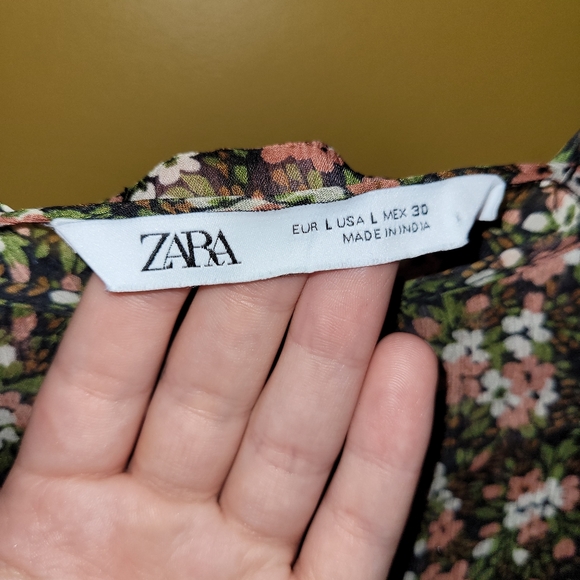 ZARA
EUR L USA L MEX 30
MADE IN INDIA